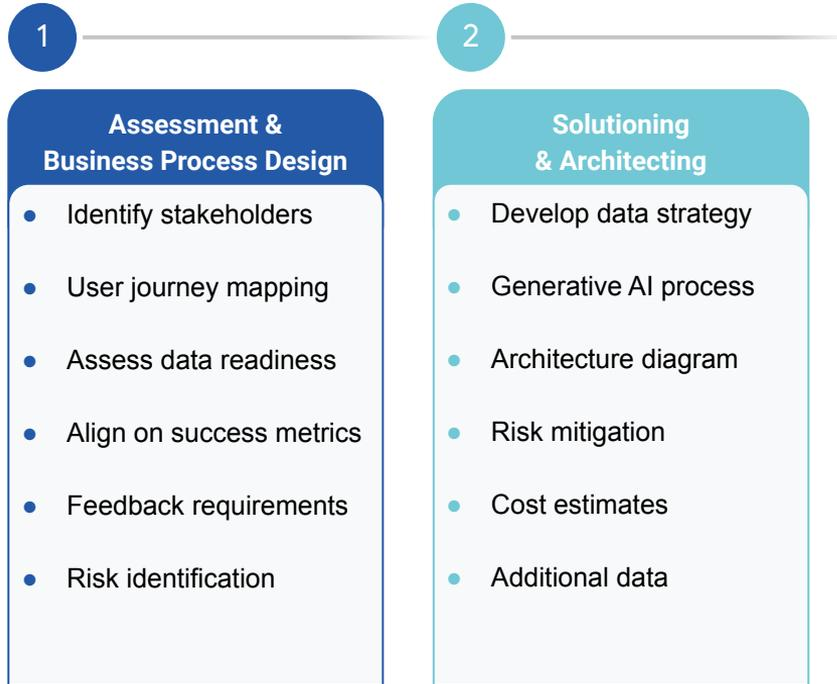 1
Assessment &
Business Process Design
Identify stakeholders
User journey mapping
Assess data readiness
Align on success metrics
Feedback requirements
Risk identification
2
Solutioning
& Architecting
Develop data strategy
Generative AI process
Architecture diagram
Risk mitigation
Cost estimates
Additional data